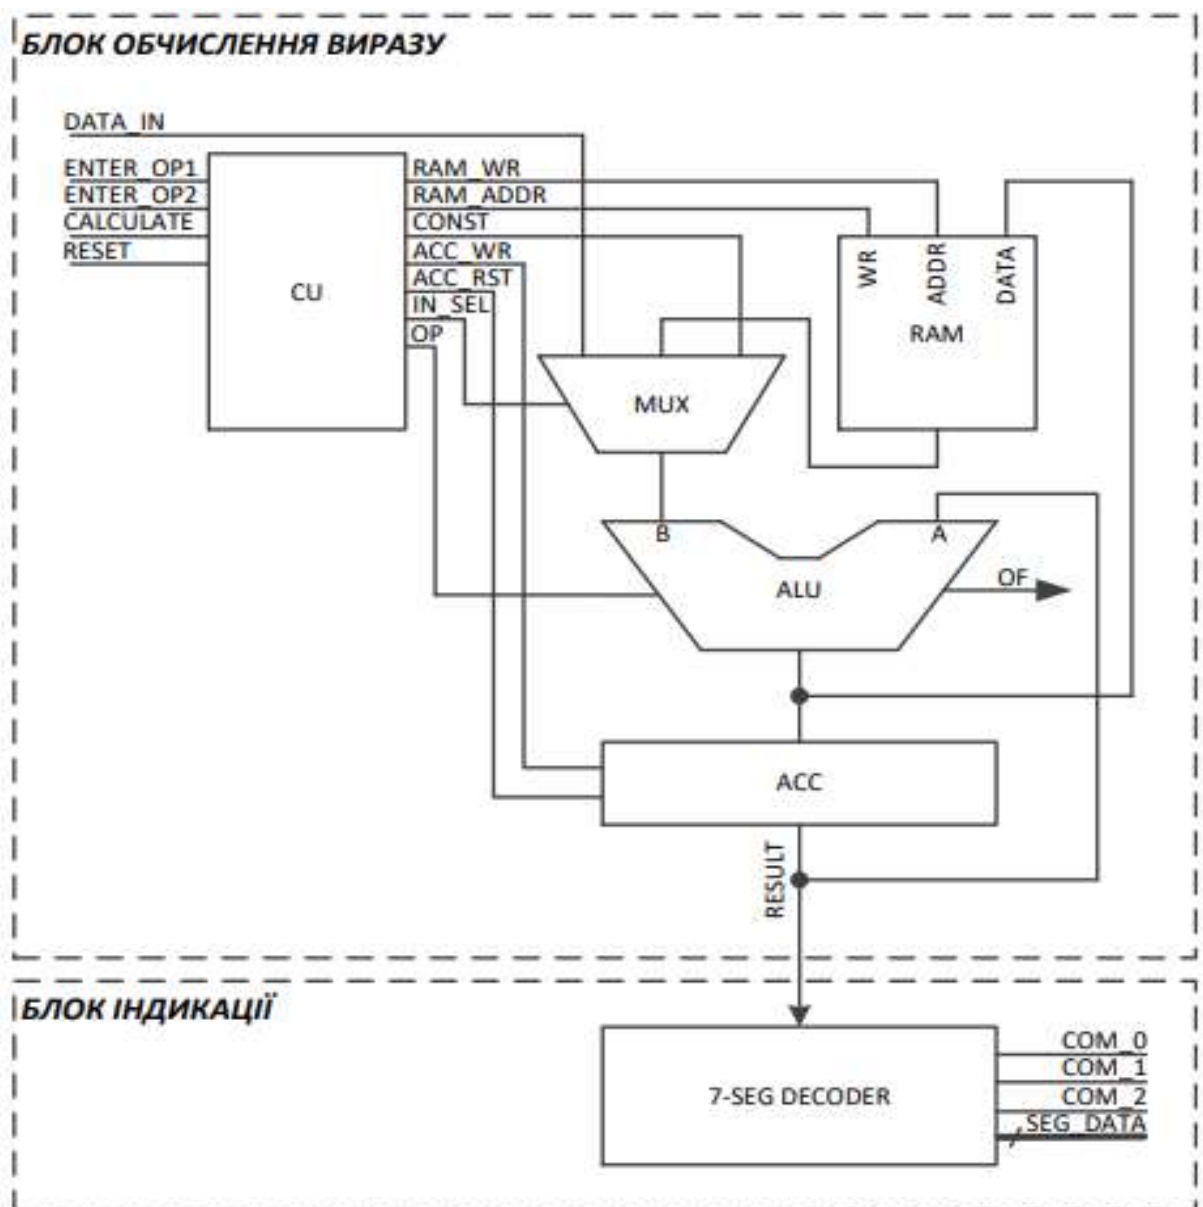 БЛОК ОБЧИСЛЕННЯ ВИРАЗУ
DATA_IN
ENTER_OP1
ENTER_OP2
CALCULATE
RESET
CU
RAM_WR
RAM_ADDR
CONST
ACC_WR
ACC_RST
IN_SEL
OP
WR
ADDR
DATA
RAM
MUX
B
A
ALU
OF
ACC
RESULT
БЛОК ІНДИКАЦІЇ
7-SEG DECODER
COM_0
COM_1
COM_2
SEG_DATA